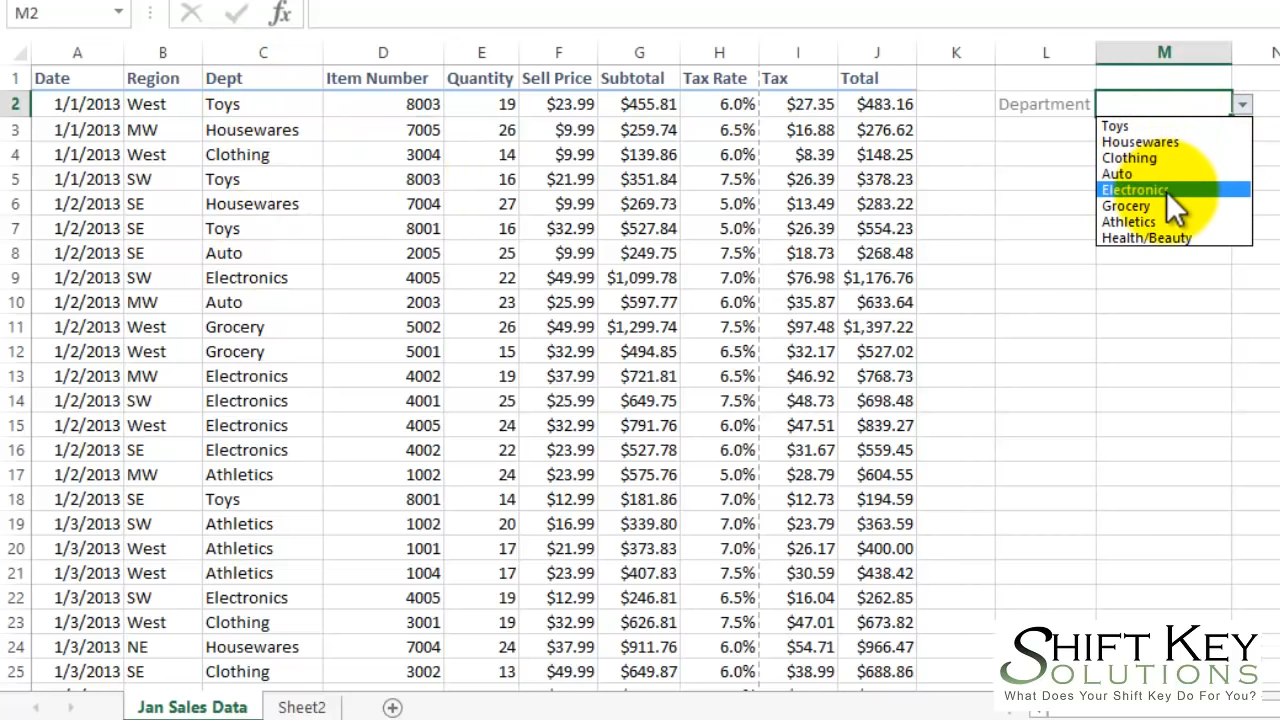 M2 fx
A B C D E F G H I J K L M N
1 Date Region Dept Item Number Quantity Sell Price Subtotal Tax Rate Tax Total
2 1/1/2013 West Toys 8003 19 $23.99 $455.81 6.0% $27.35 $483.16 Department
3 1/1/2013 MW Housewares 7005 26 $9.99 $259.74 6.5% $16.88 $276.62
4 1/1/2013 West Clothing 3004 14 $9.99 $139.86 6.0% $8.39 $148.25
5 1/1/2013 SW Toys 8003 16 $21.99 $351.84 7.5% $26.39 $378.23
6 1/1/2013 SE Housewares 7004 27 $9.99 $269.73 5.0% $13.49 $283.22
7 1/2/2013 SE Toys 8001 16 $32.99 $527.84 5.0% $26.39 $554.23
8 1/2/2013 SE Auto 2005 25 $9.99 $249.75 7.5% $18.73 $268.48
9 1/2/2013 SW Electronics 4005 22 $49.99 $1,099.78 7.0% $76.98 $1,176.76
10 1/2/2013 MW Auto 2003 23 $25.99 $597.77 6.0% $35.87 $633.64
11 1/2/2013 West Grocery 5002 26 $49.99 $1,299.74 7.5% $97.48 $1,397.22
12 1/2/2013 West Grocery 5001 15 $32.99 $494.85 6.5% $32.17 $527.02
13 1/2/2013 MW Electronics 4002 19 $37.99 $721.81 6.5% $46.92 $768.73
14 1/2/2013 SW Electronics 4001 25 $25.99 $649.75 7.5% $48.73 $698.48
15 1/2/2013 West Electronics 4005 24 $32.99 $791.76 6.0% $47.51 $839.27
16 1/2/2013 SE Electronics 4002 22 $23.99 $527.78 6.0% $31.67 $559.45
17 1/2/2013 MW Athletics 1002 24 $23.99 $575.76 5.0% $28.79 $604.55
18 1/2/2013 SE Toys 8001 14 $12.99 $181.86 7.0% $12.73 $194.59
19 1/3/2013 SW Athletics 1002 20 $16.99 $339.80 7.0% $23.79 $363.59
20 1/3/2013 West Athletics 1001 17 $21.99 $373.83 7.0% $26.17 $400.00
21 1/3/2013 West Athletics 1004 17 $23.99 $407.83 7.5% $30.59 $438.42
22 1/3/2013 SW Electronics 4005 19 $12.99 $246.81 6.5% $16.04 $262.85
23 1/3/2013 West Clothing 3001 19 $32.99 $626.81 7.5% $47.01 $673.82
24 1/3/2013 NE Housewares 7004 24 $37.99 $911.76 6.0% $54.71 $966.47
25 1/3/2013 SE Clothing 3002 13 $49.99 $649.87 6.0% $38.99 $688.86
Toys
Housewares
Clothing
Auto
Electronics
Grocery
Athletics
Health/Beauty
SHIFT KEY
SOLUTIONS
What Does Your Shift Key Do For You?
Jan Sales Data Sheet2